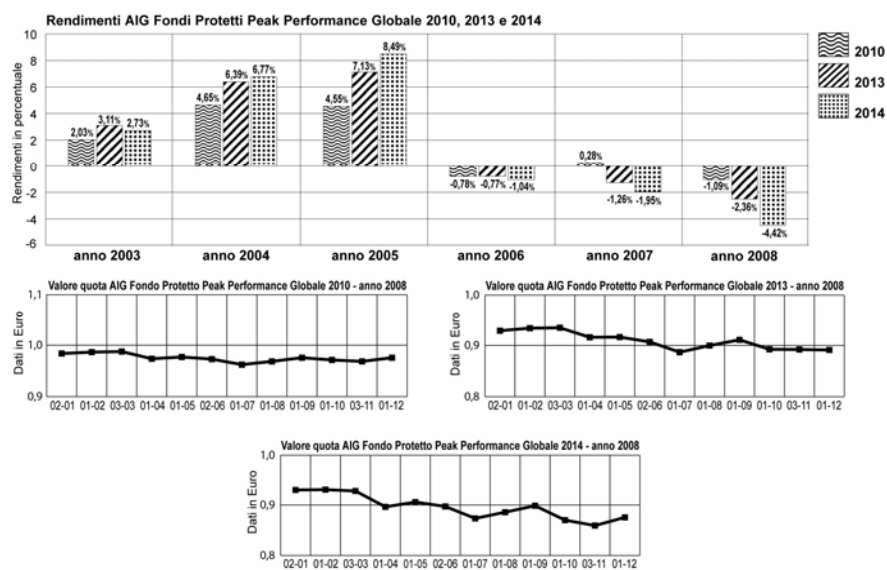 Rendimenti AIG Fondi Protetti Peak Performance Globale 2010, 2013 e 2014
Rendimenti in percentuale
10
8
6
4
2
0
-2
-4
-6
2,03% 3,11% 2,73%
4,65% 6,39% 6,77%
4,55% 7,13% 8,49%
-0,78% -0,77% -1,04%
0,28% -1,26% -1,95%
-1,09% -2,36% -4,42%
anno 2003 anno 2004 anno 2005 anno 2006 anno 2007 anno 2008
2010
2013
2014
Valore quota AIG Fondo Protetto Peak Performance Globale 2010 - anno 2008
Dati in Euro
1,1
1,0
0,9
02-01 01-02 03-03 01-04 01-05 02-06 01-07 01-08 01-09 01-10 03-11 01-12
Valore quota AIG Fondo Protetto Peak Performance Globale 2013 - anno 2008
Dati in Euro
1,0
0,9
0,8
02-01 01-02 03-03 01-04 01-05 02-06 01-07 01-08 01-09 01-10 03-11 01-12
Valore quota AIG Fondo Protetto Peak Performance Globale 2014 - anno 2008
Dati in Euro
1,0
0,9
0,8
02-01 01-02 03-03 01-04 01-05 02-06 01-07 01-08 01-09 01-10 03-11 01-12